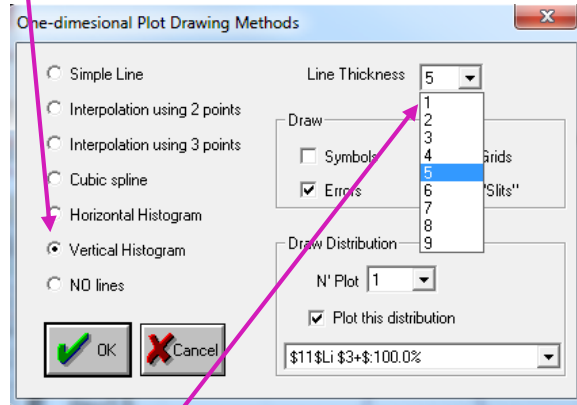 One-dimesional Plot Drawing Methods
Simple Line
Interpolation using 2 points
Interpolation using 3 points
Cubic spline
Horizontal Histogram
Vertical Histogram
NO lines
OK
Cancel
Line Thickness 5
1
2
3
4
5
6
7
8
9
Draw
Symbols
Grids
Errors
"Slits"
Draw Distribution
N' Plot 1
Plot this distribution
$11$Li $3+$:100.0%